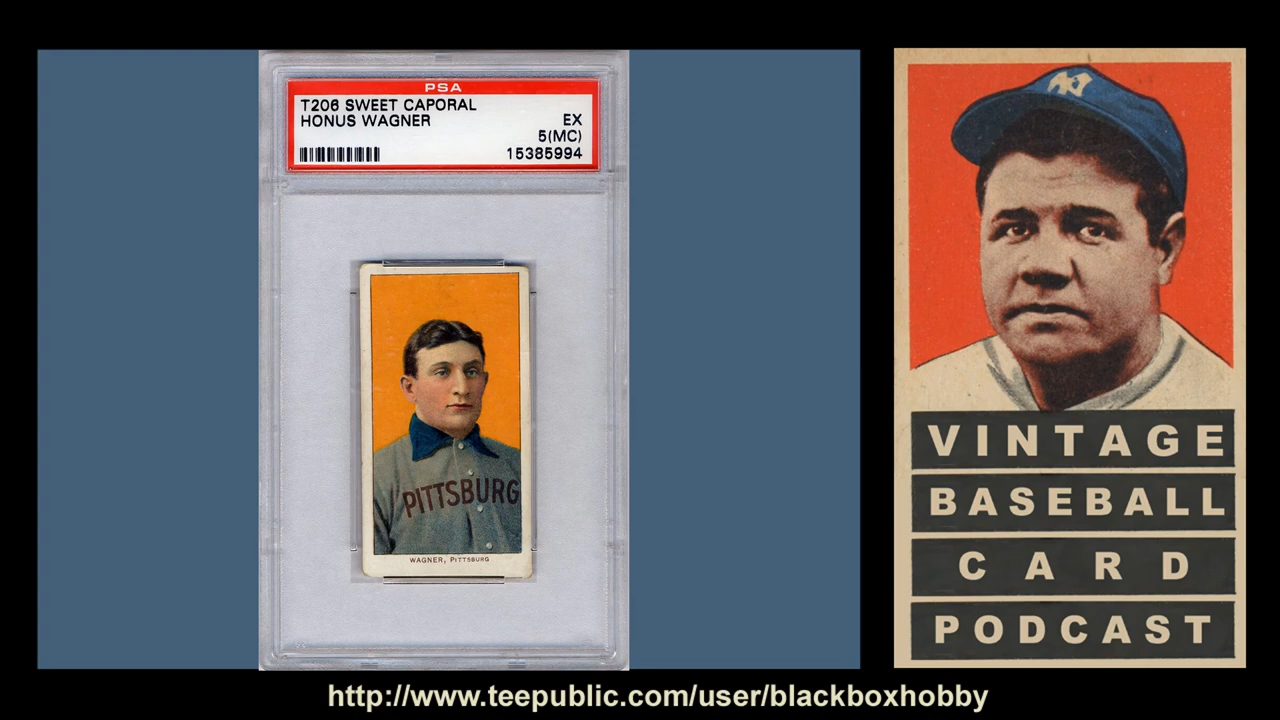 PSA
T206 SWEET CAPORAL
HONUS WAGNER EX
5(MC)
15385994
PITTSBURG
WAGNER, PITTSBURG
NY
VINTAGE
BASEBALL
CARD
PODCAST
http://www.teepublic.com/user/blackboxhobby